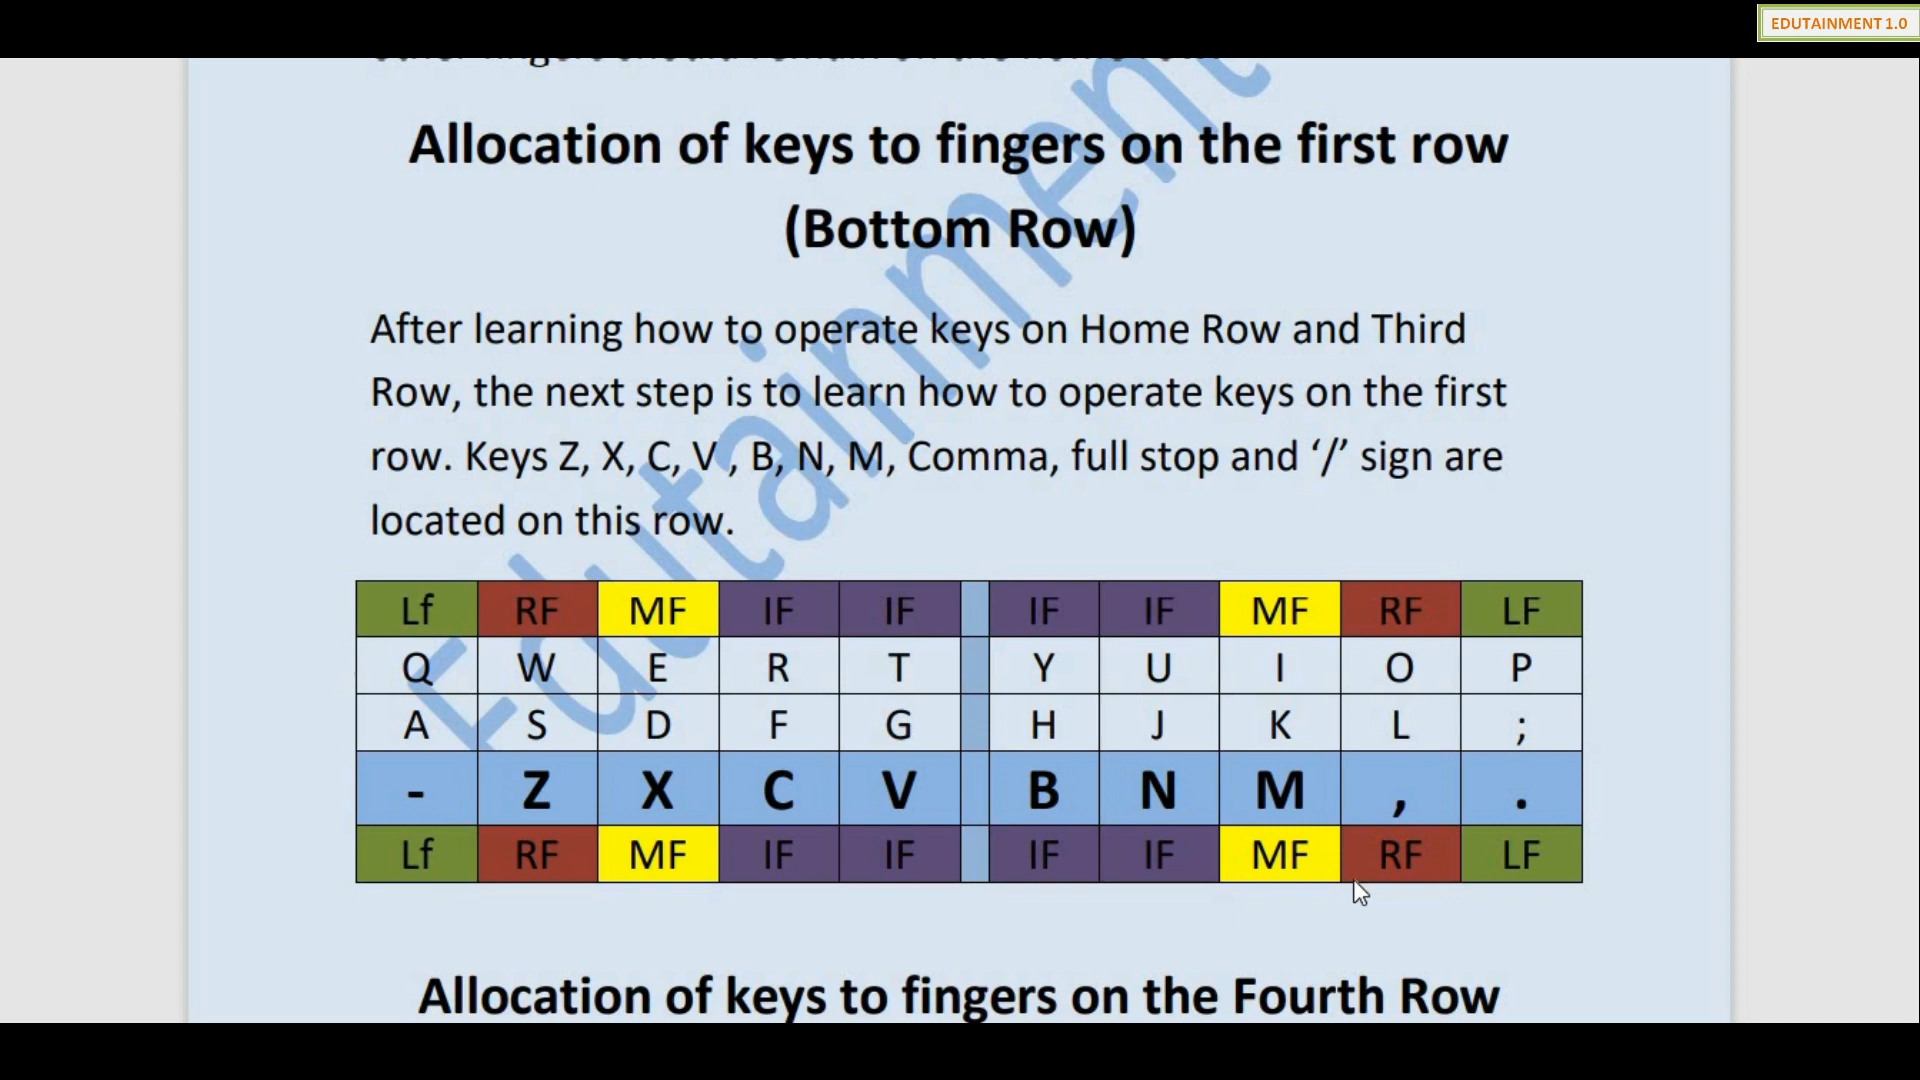 EDUTAINMENT 1.0
Allocation of keys to fingers on the first row
(Bottom Row)
After learning how to operate keys on Home Row and Third
Row, the next step is to learn how to operate keys on the first
row. Keys Z, X, C, V , B, N, M, Comma, full stop and ‘/’ sign are
located on this row.
Lf RF MF IF IF IF IF MF RF LF
Q W E R T Y U I O P
A S D F G H J K L ;
- Z X C V B N M , .
Lf RF MF IF IF IF IF MF RF LF
Allocation of keys to fingers on the Fourth Row
Edutainment